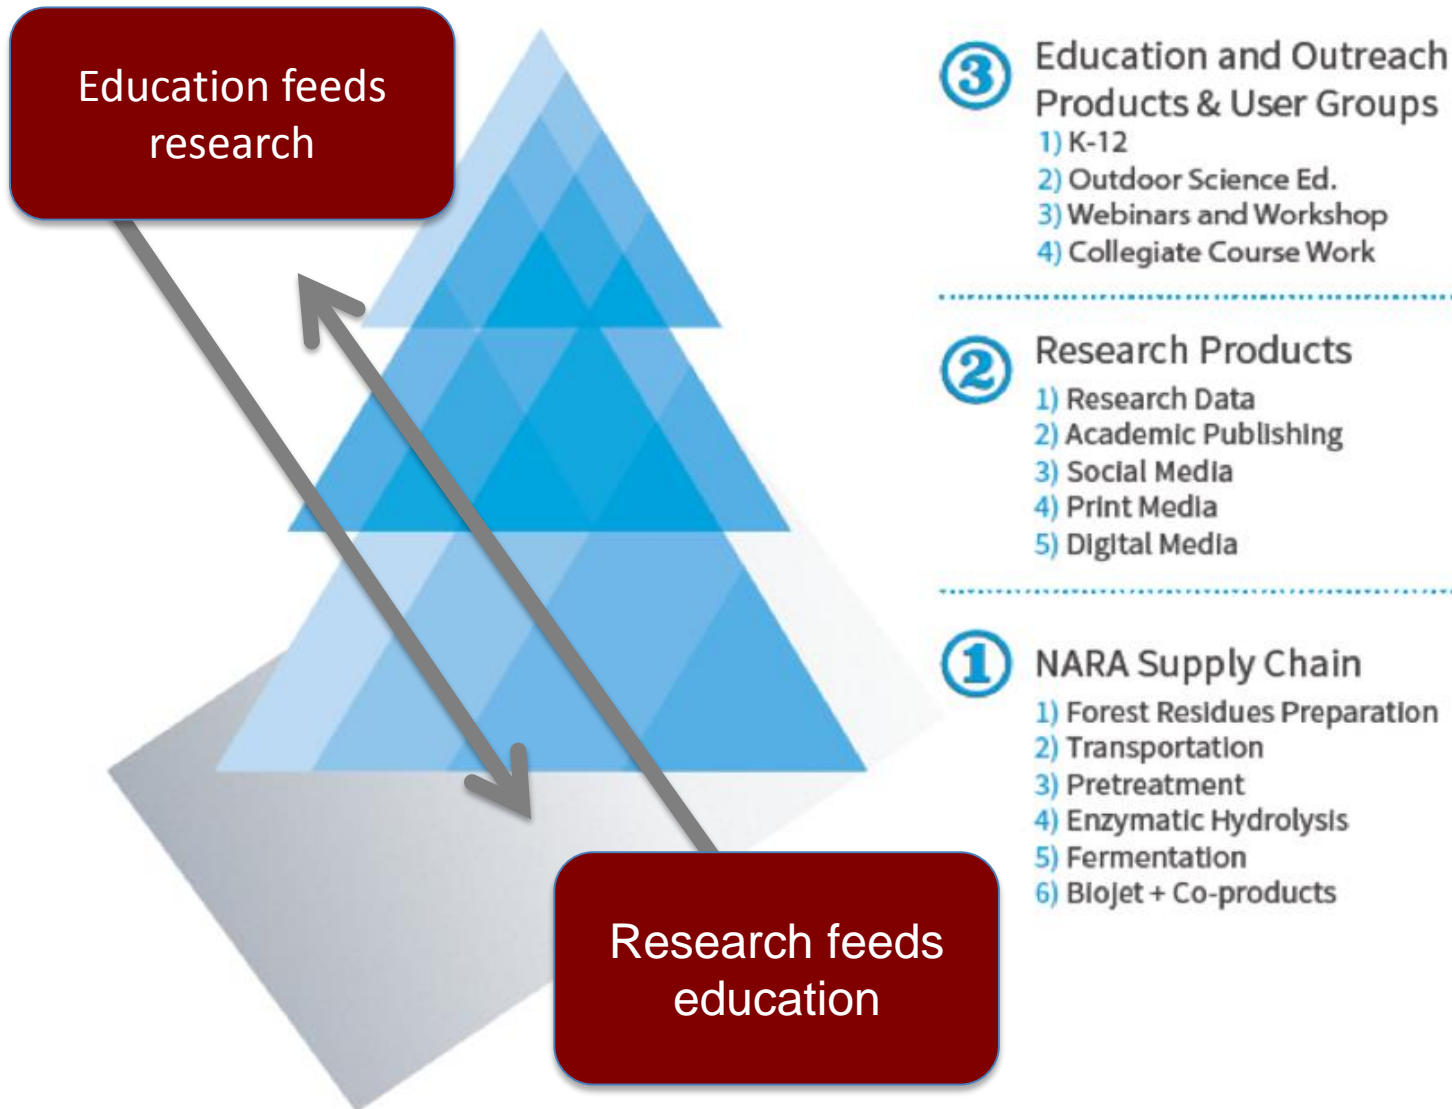 Education feeds
research
③ Education and Outreach
Products & User Groups
1) K-12
2) Outdoor Science Ed.
3) Webinars and Workshop
4) Collegiate Course Work
② Research Products
1) Research Data
2) Academic Publishing
3) Social Media
4) Print Media
5) Digital Media
① NARA Supply Chain
1) Forest Residues Preparation
2) Transportation
3) Pretreatment
4) Enzymatic Hydrolysis
5) Fermentation
6) Biojet + Co-products
Research feeds
education